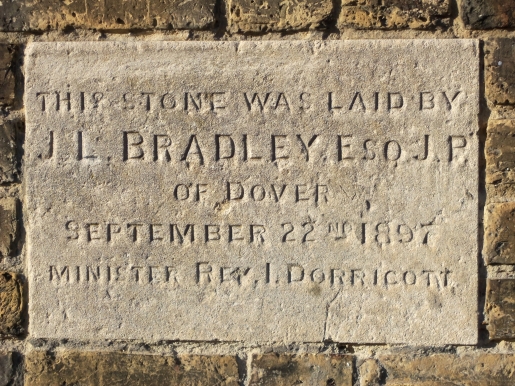 THIS STONE WAS LAID BY
J. L. BRADLEY, ESQ. J.P.
OF DOVER
SEPTEMBER 22ND 1897
MINISTER REV. I. DORRICOTT.